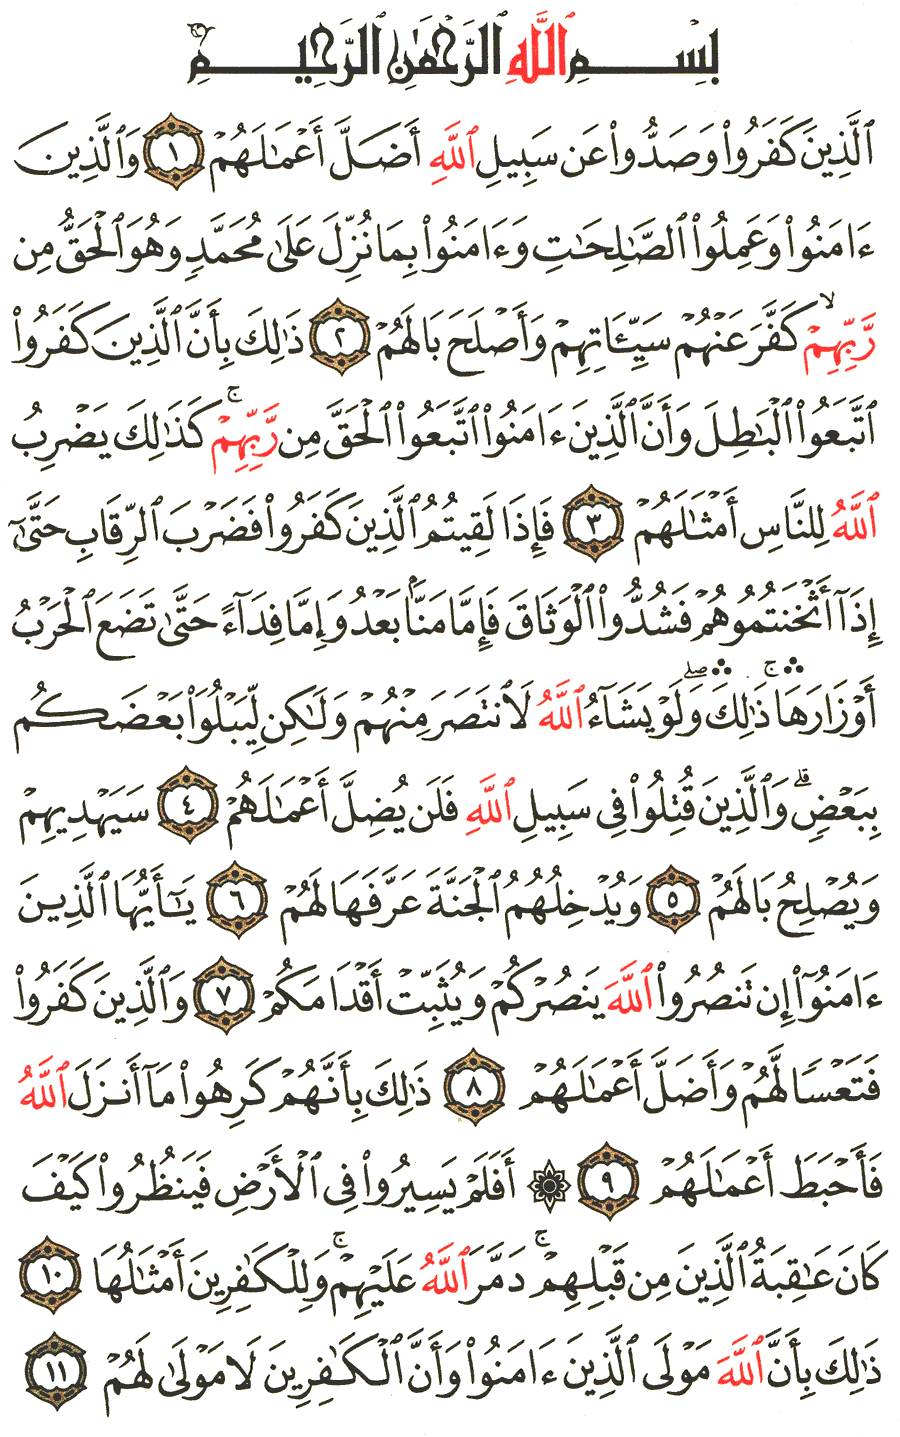 بِسْمِ ٱللَّهِ ٱلرَّحْمَٰنِ ٱلرَّحِيمِ
ٱلَّذِينَ كَفَرُوا۟ وَصَدُّوا۟ عَن سَبِيلِ ٱللَّهِ أَضَلَّ أَعْمَٰلَهُمْ ١ وَٱلَّذِينَ
ءَامَنُوا۟ وَعَمِلُوا۟ ٱلصَّٰلِحَٰتِ وَءَامَنُوا۟ بِمَا نُزِّلَ عَلَىٰ مُحَمَّدٍ وَهُوَ ٱلْحَقُّ مِن
رَّبِّهِمْ ۙ كَفَّرَ عَنْهُمْ سَيِّـَٔاتِهِمْ وَأَصْلَحَ بَالَهُمْ ٢ ذَٰلِكَ بِأَنَّ ٱلَّذِينَ كَفَرُوا۟
ٱتَّبَعُوا۟ ٱلْبَٰطِلَ وَأَنَّ ٱلَّذِينَ ءَامَنُوا۟ ٱتَّبَعُوا۟ ٱلْحَقَّ مِن رَّبِّهِمْ ۚ كَذَٰلِكَ يَضْرِبُ
ٱللَّهُ لِلنَّاسِ أَمْثَٰلَهُمْ ٣ فَإِذَا لَقِيتُمُ ٱلَّذِينَ كَفَرُوا۟ فَضَرْبَ ٱلرِّقَابِ حَتَّىٰٓ
إِذَآ أَثْخَنتُمُوهُمْ فَشُدُّوا۟ ٱلْوَثَاقَ فَإِمَّا مَنًّۢا بَعْدُ وَإِمَّا فِدَآءً حَتَّىٰ تَضَعَ ٱلْحَرْبُ
أَوْزَارَهَا ۛ ۚ ذَٰلِكَ ۛ ۖ وَلَوْ يَشَآءُ ٱللَّهُ لَٱنتَصَرَ مِنْهُمْ وَلَٰكِن لِّيَبْلُوَا۟ بَعْضَكُم
بِبَعْضٍ ۗ وَٱلَّذِينَ قُتِلُوا۟ فِى سَبِيلِ ٱللَّهِ فَلَن يُضِلَّ أَعْمَٰلَهُمْ ٤ سَيَهْدِيهِمْ
وَيُصْلِحُ بَالَهُمْ ٥ وَيُدْخِلُهُمُ ٱلْجَنَّةَ عَرَّفَهَا لَهُمْ ٦ يَٰٓأَيُّهَا ٱلَّذِينَ
ءَامَنُوٓا۟ إِن تَنصُرُوا۟ ٱللَّهَ يَنصُرْكُمْ وَيُثَبِّتْ أَقْدَامَكُمْ ٧ وَٱلَّذِينَ كَفَرُوا۟
فَتَعْسًا لَّهُمْ وَأَضَلَّ أَعْمَٰلَهُمْ ٨ ذَٰلِكَ بِأَنَّهُمْ كَرِهُوا۟ مَآ أَنزَلَ ٱللَّهُ
فَأَحْبَطَ أَعْمَٰلَهُمْ ٩ ۞ أَفَلَمْ يَسِيرُوا۟ فِى ٱلْأَرْضِ فَيَنظُرُوا۟ كَيْفَ
كَانَ عَٰقِبَةُ ٱلَّذِينَ مِن قَبْلِهِمْ ۚ دَمَّرَ ٱللَّهُ عَلَيْهِمْ ۖ وَلِلْكَٰفِرِينَ أَمْثَٰلُهَا ١٠
ذَٰلِكَ بِأَنَّ ٱللَّهَ مَوْلَى ٱلَّذِينَ ءَامَنُوا۟ وَأَنَّ ٱلْكَٰفِرِينَ لَا مَوْلَىٰ لَهُمْ ١١